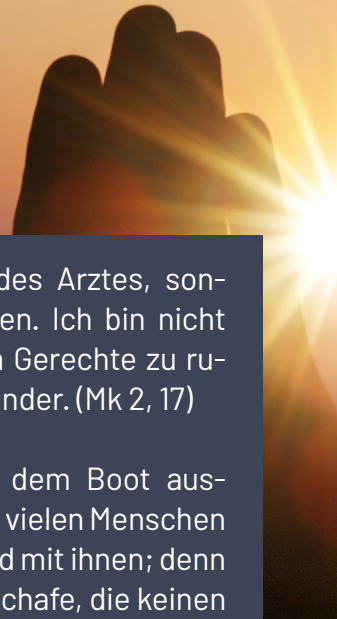 des Arztes, son-
en. Ich bin nicht
Gerechte zu ru-
nder. (Mk 2, 17)
dem Boot aus-
vielen Menschen
d mit ihnen; denn
chafe, die keinen